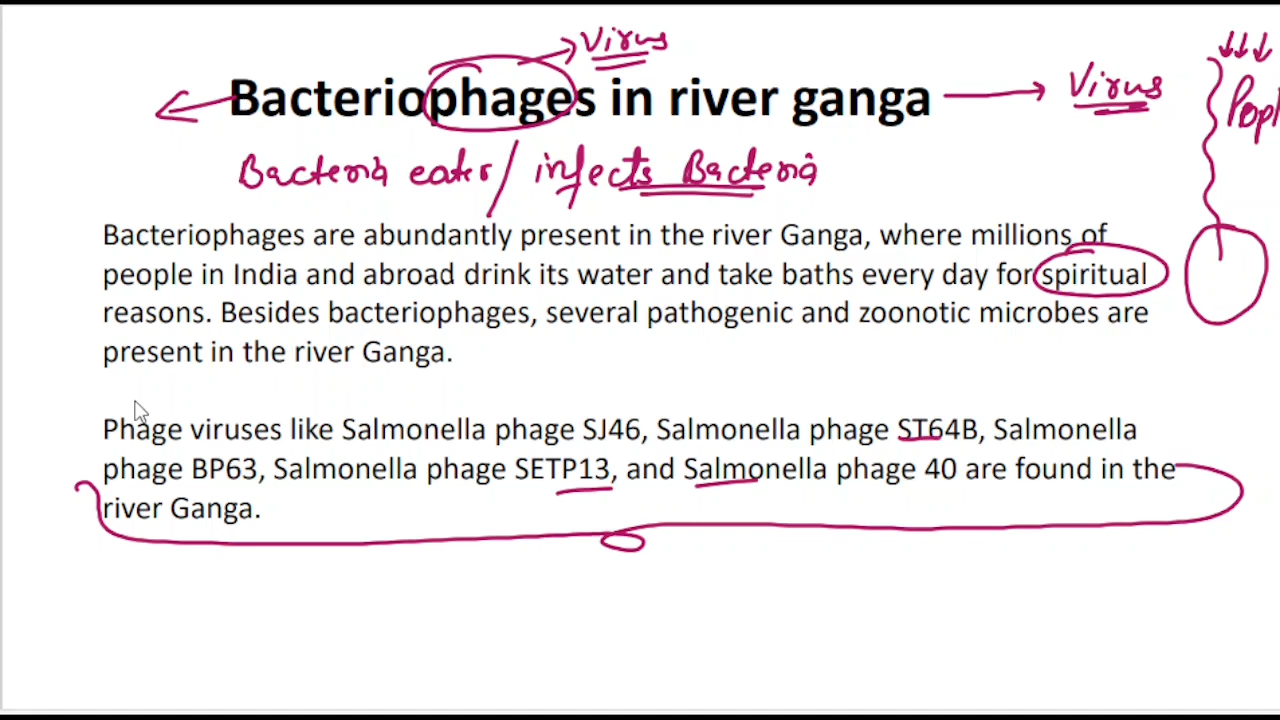 Virus
Bacteriophages in river ganga
Virus
Bacteria eater / infects Bacteria
Bacteriophages are abundantly present in the river Ganga, where millions of
people in India and abroad drink its water and take baths every day for spiritual
reasons. Besides bacteriophages, several pathogenic and zoonotic microbes are
present in the river Ganga.
Phage viruses like Salmonella phage SJ46, Salmonella phage ST64B, Salmonella
phage BP63, Salmonella phage SETP13, and Salmonella phage 40 are found in the
river Ganga.